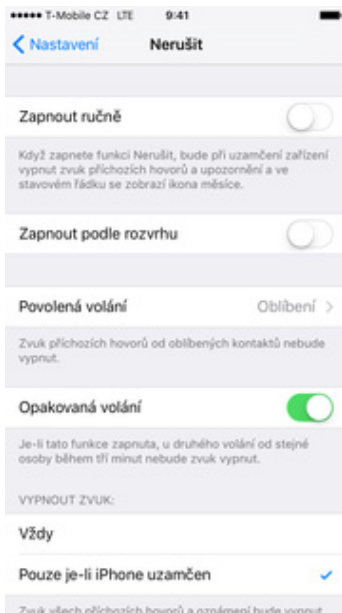 T-Mobile CZ LTE 9:41
Nastavení Nerušit
Zapnout ručně
Když zapnete funkci Nerušit, bude při uzamčení zařízení
vypnut zvuk příchozích hovorů a upozornění a ve
stavovém řádku se zobrazí ikona měsíce.
Zapnout podle rozvrhu
Povolená volání Oblíbení
Zvuk příchozích hovorů od oblíbených kontaktů nebude
vypnut.
Opakovaná volání
Je-li tato funkce zapnuta, u druhého volání od stejné
osoby během tří minut nebude zvuk vypnut.
VYPNOUT ZVUK:
Vždy
Pouze je-li iPhone uzamčen
Zvuk všech příchozích hovorů a oznámení bude vypnut